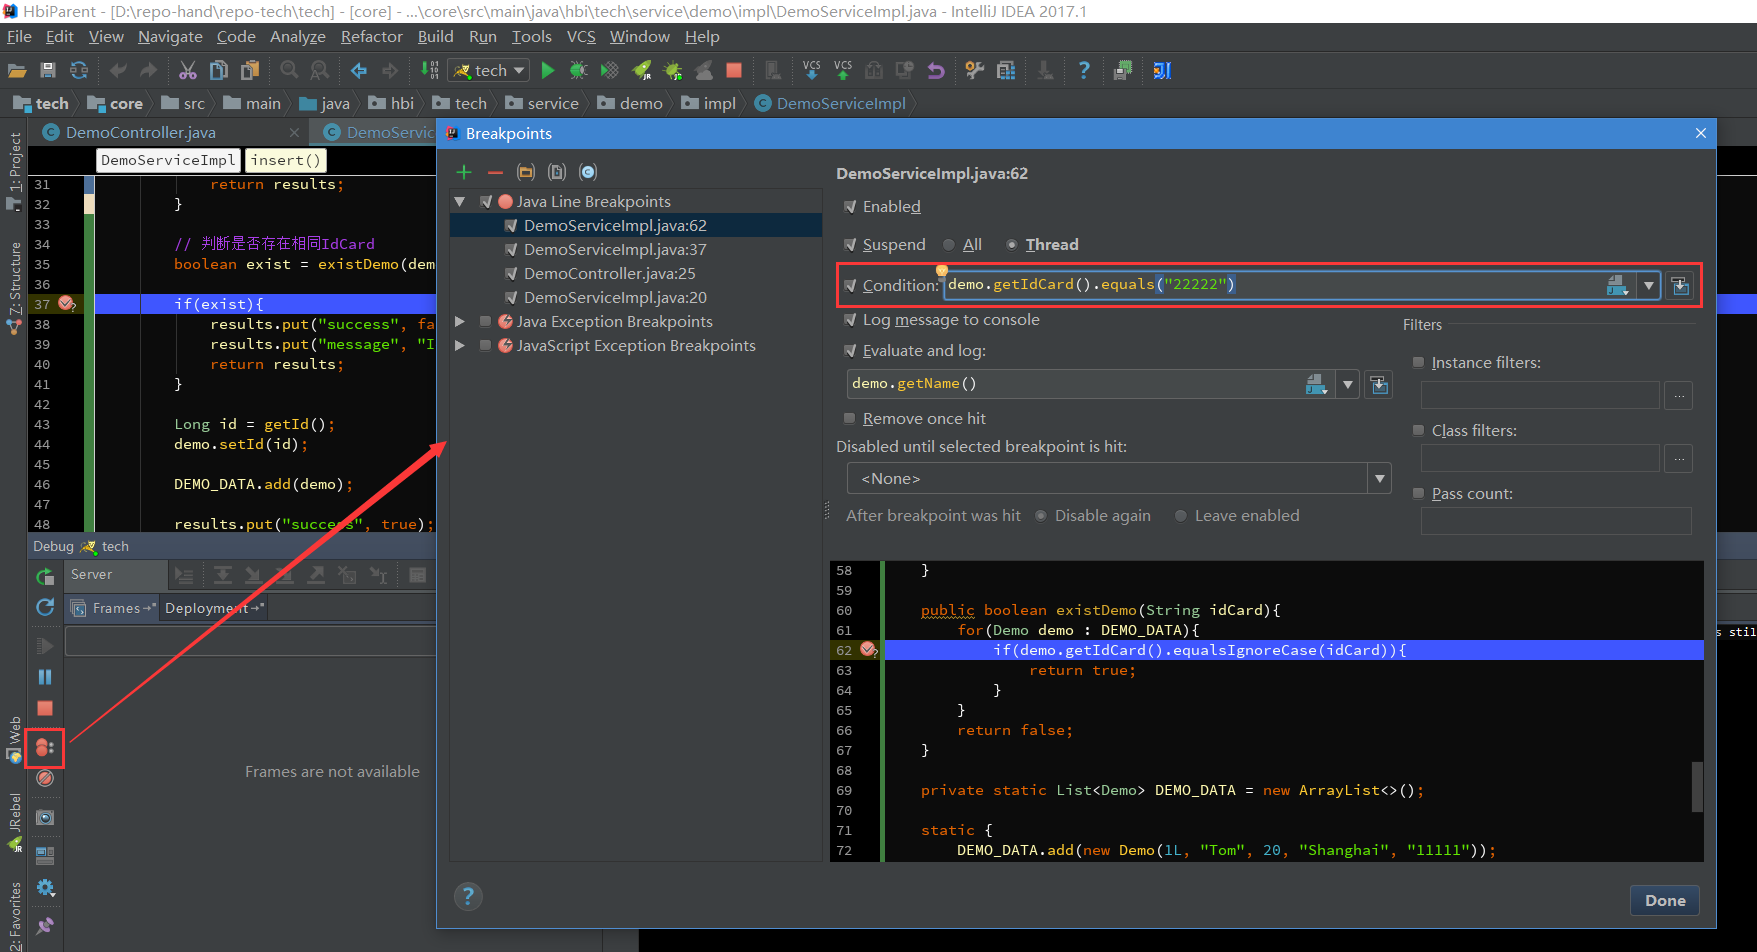 HbiParent - [D:\repo-hand\repo-tech\tech] - [core] - ...\core\src\main\java\hbi\tech\service\demo\impl\DemoServiceImpl.java - IntelliJ IDEA 2017.1
File Edit View Navigate Code Analyze Refactor Build Run Tools VCS Window Help
tech VCS VCS ?
tech core src main java hbi tech service demo impl DemoServiceImpl
1: Project
Z: Structure
Web
JRebel
2: Favorites
DemoController.java DemoServic
DemoServiceImpl insert()
31 return results;
32 }
33
34 // 判断是否存在相同IdCard
35 boolean exist = existDemo(dem
36
37 if(exist){
38 results.put("success", fa
39 results.put("message", "I
40 return results;
41 }
42
43 Long id = getId();
44 demo.setId(id);
45
46 DEMO_DATA.add(demo);
47
48 results.put("success", true);
Debug tech
Server
Frames Deployment
Frames are not available
s stil
Breakpoints
Java Line Breakpoints
DemoServiceImpl.java:62
DemoServiceImpl.java:37
DemoController.java:25
DemoServiceImpl.java:20
Java Exception Breakpoints
JavaScript Exception Breakpoints
DemoServiceImpl.java:62
Enabled
Suspend All Thread
Condition: demo.getIdCard().equals("22222")
Log message to console
Evaluate and log:
demo.getName()
Remove once hit
Disabled until selected breakpoint is hit:
<None>
After breakpoint was hit Disable again Leave enabled
Filters
Instance filters:
...
Class filters:
...
Pass count:
58 }
59
60 public boolean existDemo(String idCard){
61 for(Demo demo : DEMO_DATA){
62 if(demo.getIdCard().equalsIgnoreCase(idCard)){
63 return true;
64 }
65 }
66 return false;
67 }
68
69 private static List<Demo> DEMO_DATA = new ArrayList<>();
70
71 static {
72 DEMO_DATA.add(new Demo(1L, "Tom", 20, "Shanghai", "11111"));
?
Done